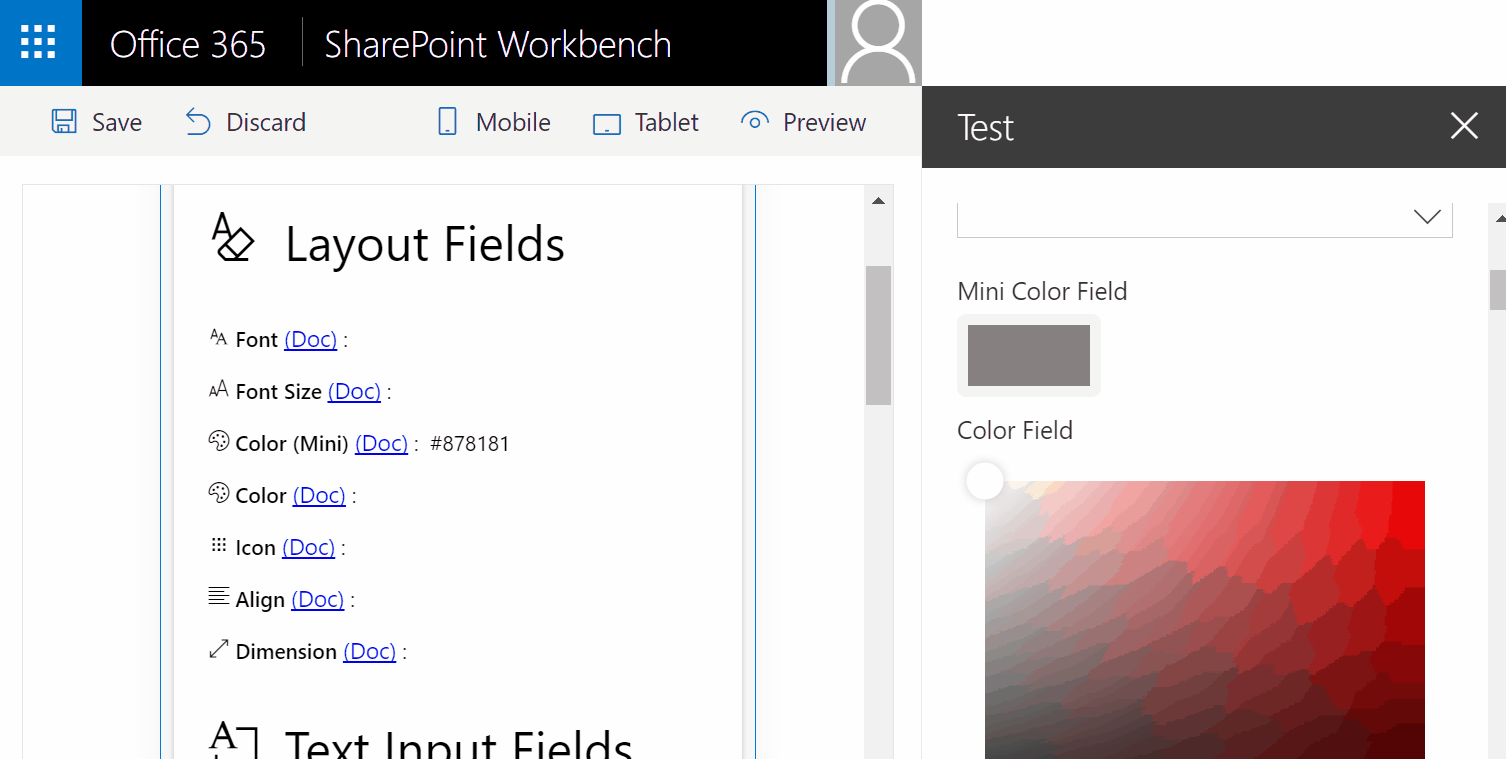 Office 365 SharePoint Workbench
Save Discard Mobile Tablet Preview
Test
Layout Fields
Font (Doc) :
Font Size (Doc) :
Color (Mini) (Doc) : #878181
Color (Doc) :
Icon (Doc) :
Align (Doc) :
Dimension (Doc) :
Text Input Fields
Mini Color Field
Color Field